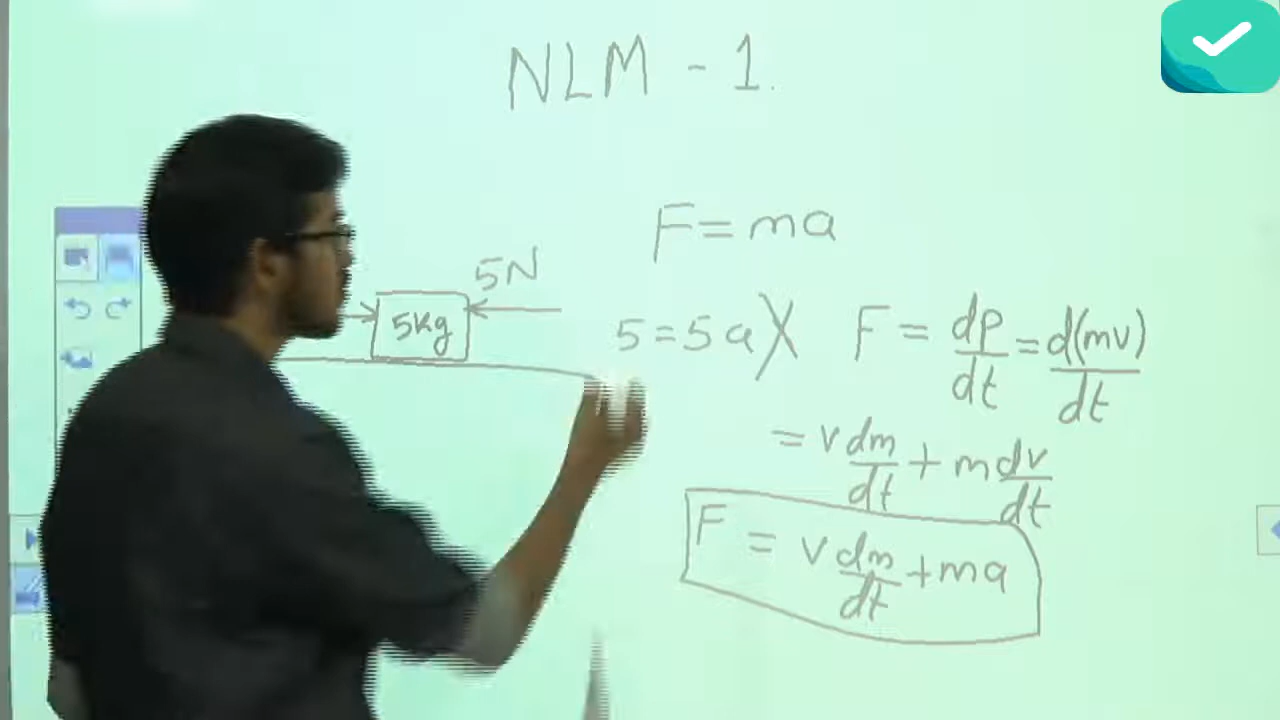 NLM - 1.
F = ma
5N
5Kg
5 = 5a
F = dp/dt = d(mv)/dt
= v dm/dt + m dv/dt
F = v dm/dt + ma